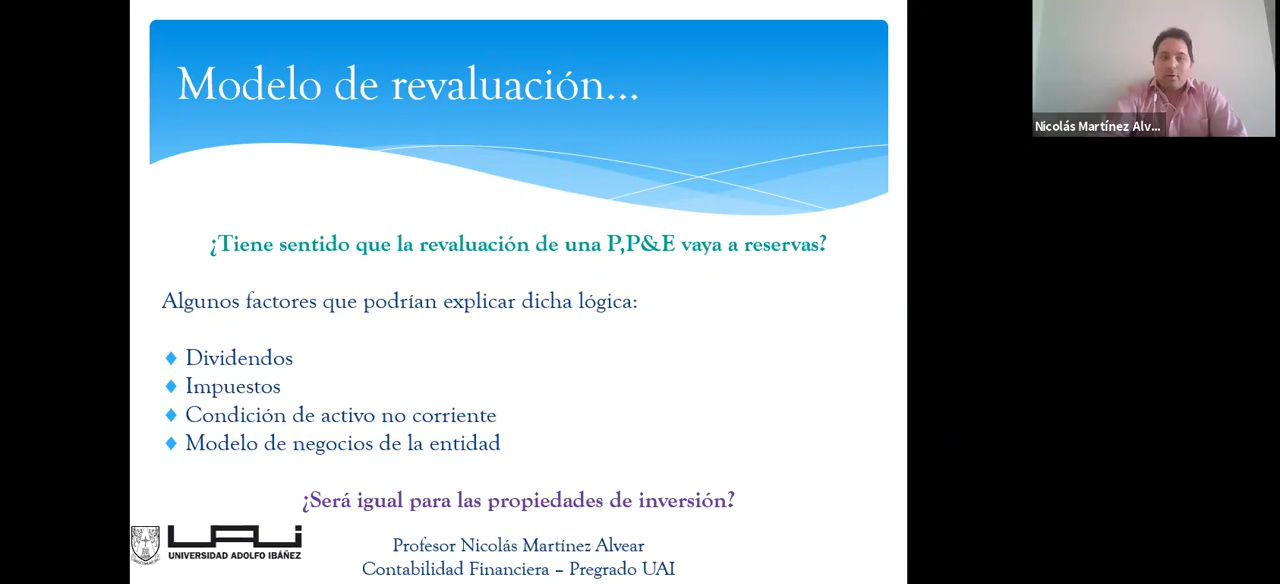 Modelo de revaluación...
Nicolás Martínez Alv...
¿Tiene sentido que la revaluación de una P,P&E vaya a reservas?
Algunos factores que podrían explicar dicha lógica:
Dividendos
Impuestos
Condición de activo no corriente
Modelo de negocios de la entidad
¿Será igual para las propiedades de inversión?
UAI
UNIVERSIDAD ADOLFO IBÁÑEZ
Profesor Nicolás Martínez Alvear
Contabilidad Financiera – Pregrado UAI